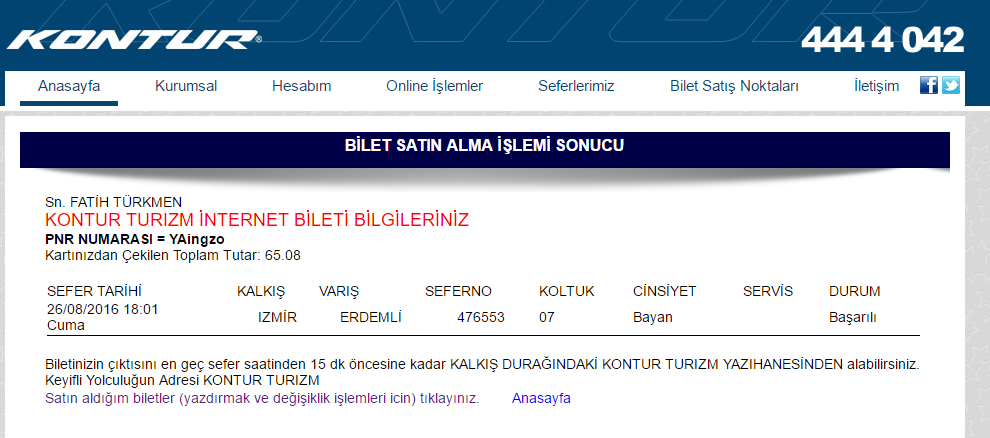 KONTUR®
444 4 042
Anasayfa Kurumsal Hesabım Online İşlemler Seferlerimiz Bilet Satış Noktaları İletişim
BİLET SATIN ALMA İŞLEMİ SONUCU
Sn. FATİH TÜRKMEN
KONTUR TURIZM İNTERNET BİLETİ BİLGİLERİNİZ
PNR NUMARASI = YAingzo
Kartınızdan Çekilen Toplam Tutar: 65.08
SEFER TARİHİ KALKIŞ VARIŞ SEFERNO KOLTUK CİNSİYET SERVİS DURUM
26/08/2016 18:01
Cuma IZMİR ERDEMLİ 476553 07 Bayan Başarılı
Biletinizin çıktısını en geç sefer saatinden 15 dk öncesine kadar KALKIŞ DURAĞINDAKİ KONTUR TURIZM YAZIHANESİNDEN alabilirsiniz.
Keyifli Yolculuğun Adresi KONTUR TURIZM
Satın aldığım biletler (yazdırmak ve değişiklik işlemleri icin) tıklayınız. Anasayfa